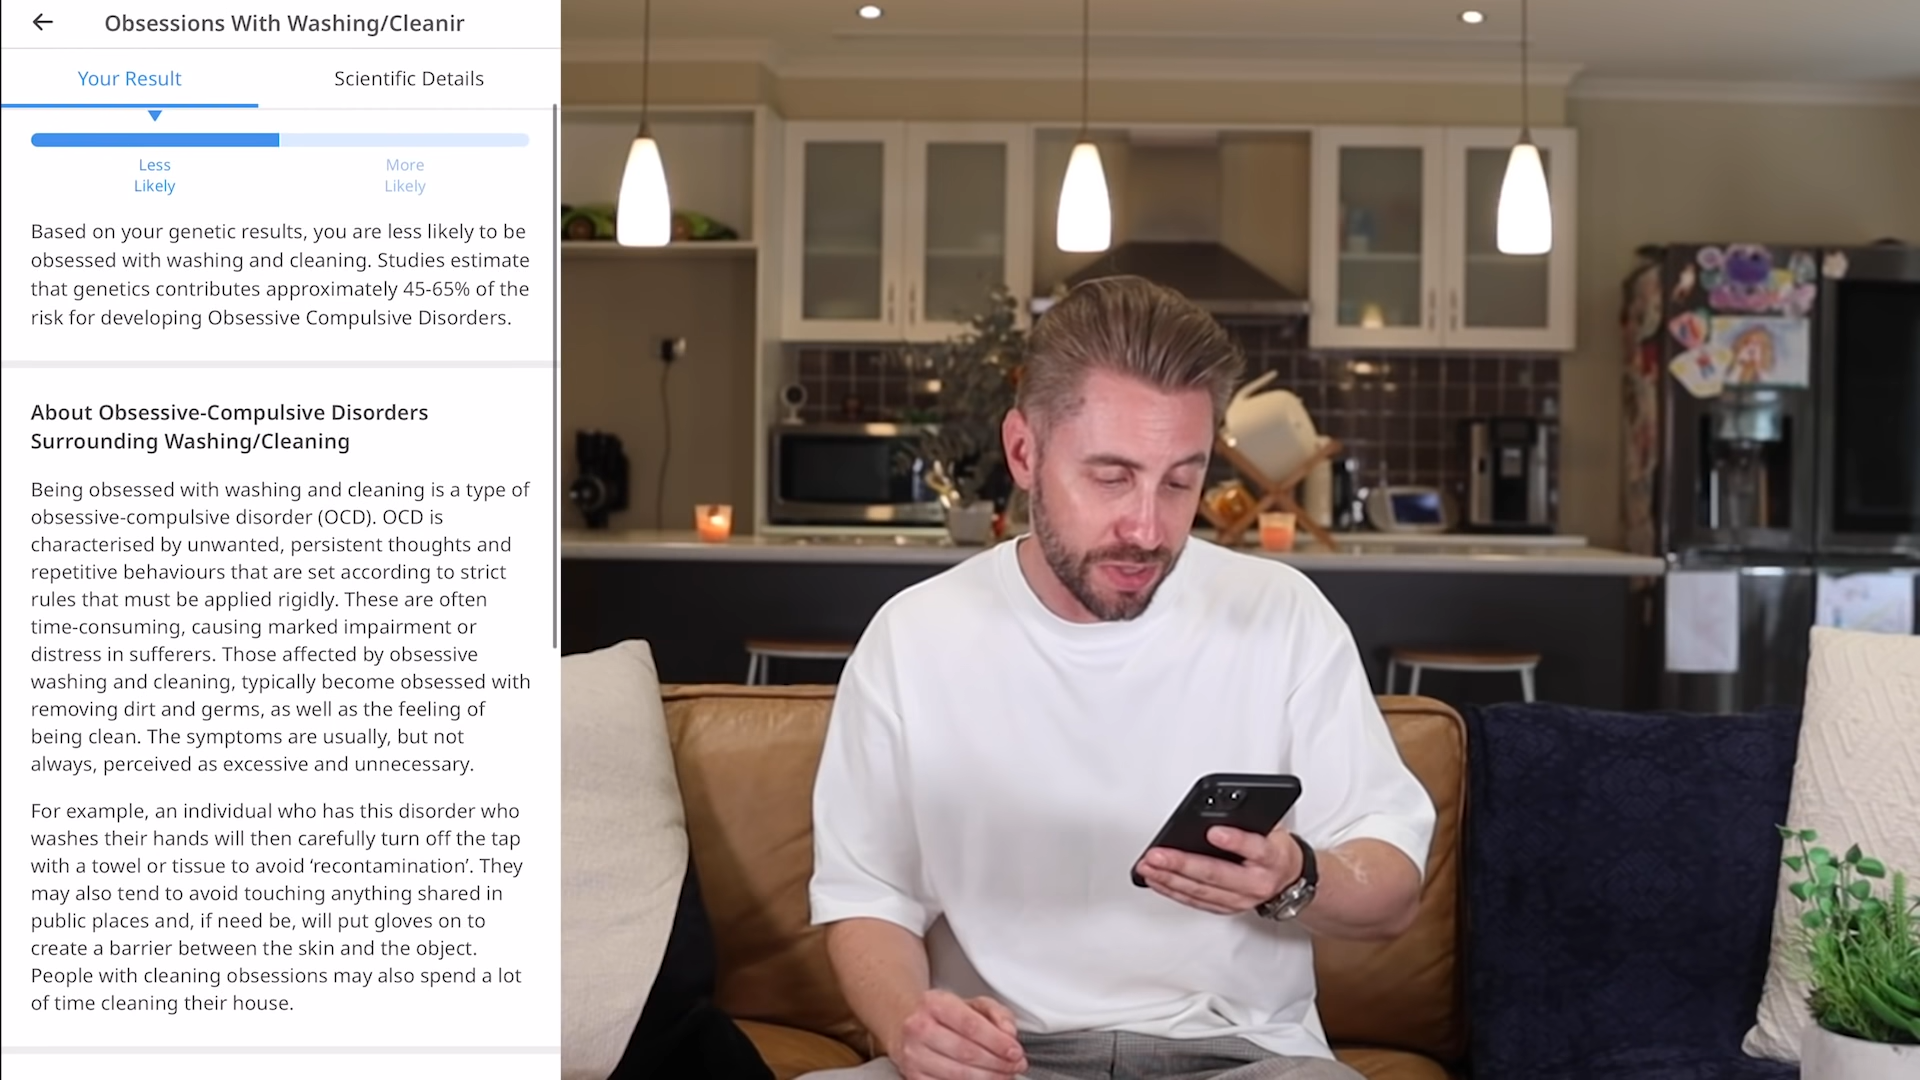 Obsessions With Washing/Cleanir
Your Result
Scientific Details
Less
Likely
More
Likely
Based on your genetic results, you are less likely to be
obsessed with washing and cleaning. Studies estimate
that genetics contributes approximately 45-65% of the
risk for developing Obsessive Compulsive Disorders.
About Obsessive-Compulsive Disorders
Surrounding Washing/Cleaning
Being obsessed with washing and cleaning is a type of
obsessive-compulsive disorder (OCD). OCD is
characterised by unwanted, persistent thoughts and
repetitive behaviours that are set according to strict
rules that must be applied rigidly. These are often
time-consuming, causing marked impairment or
distress in sufferers. Those affected by obsessive
washing and cleaning, typically become obsessed with
removing dirt and germs, as well as the feeling of
being clean. The symptoms are usually, but not
always, perceived as excessive and unnecessary.
For example, an individual who has this disorder who
washes their hands will then carefully turn off the tap
with a towel or tissue to avoid ‘recontamination’. They
may also tend to avoid touching anything shared in
public places and, if need be, will put gloves on to
create a barrier between the skin and the object.
People with cleaning obsessions may also spend a lot
of time cleaning their house.